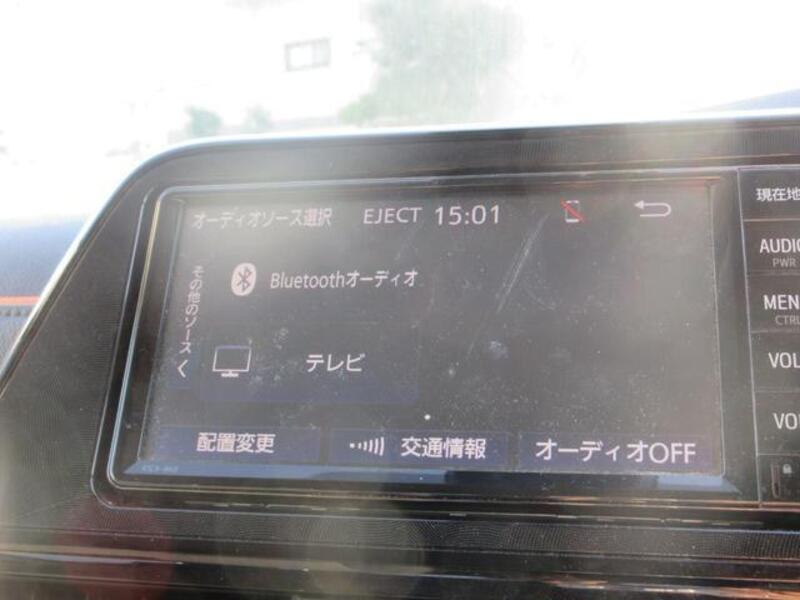 オーディオソース選択 EJECT 15:01
Bluetoothオーディオ
その他のソース
テレビ
配置変更 交通情報 オーディオOFF
現在地
AUDIO
PWR
MEN
CTRL
VOL
VO